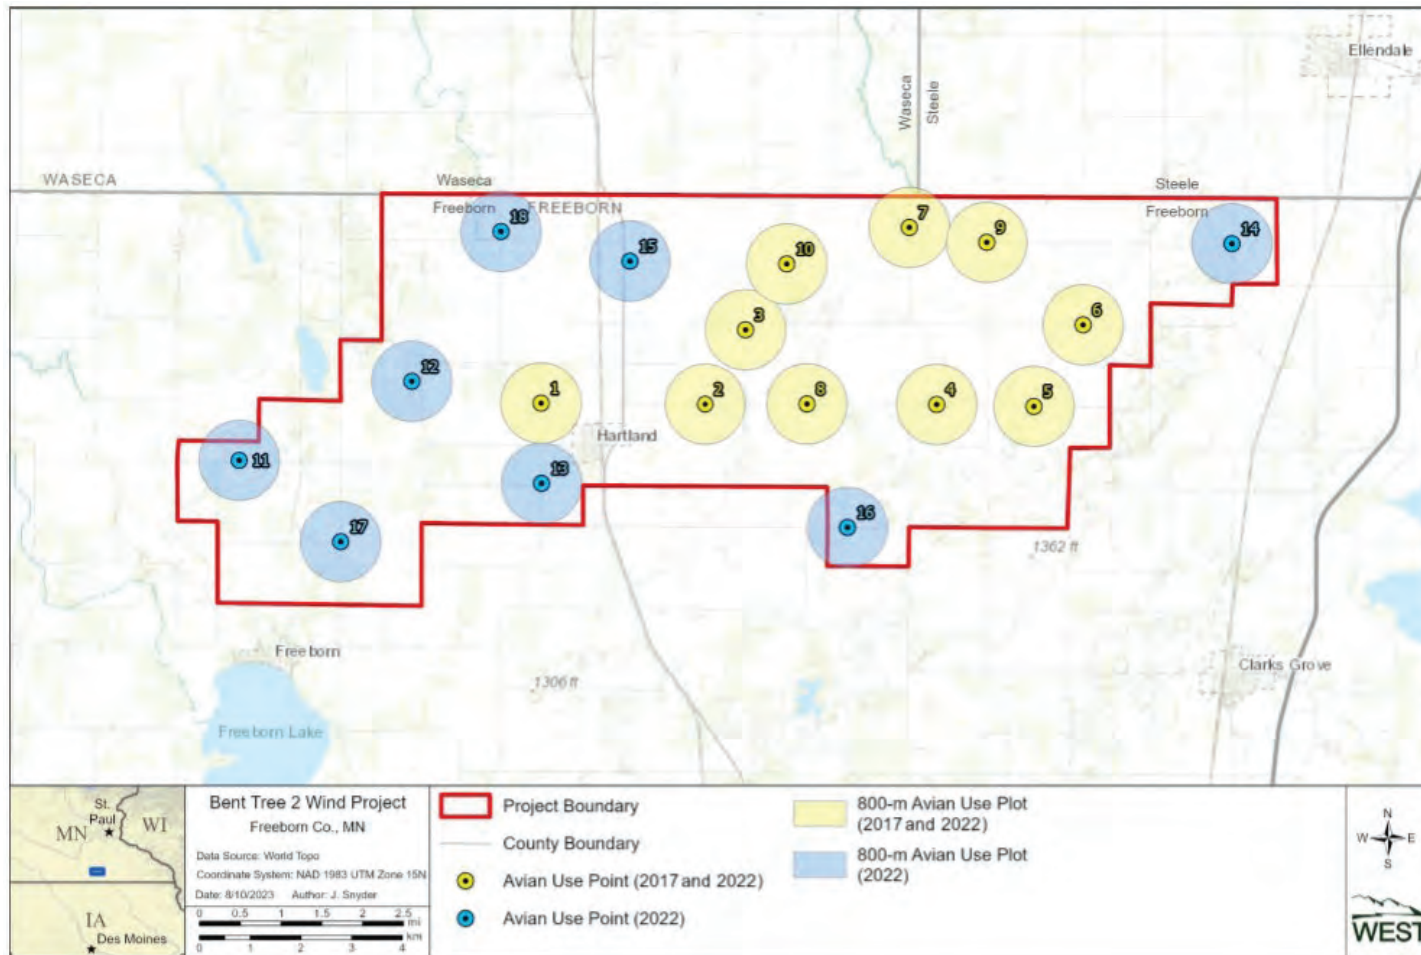 Ellendale
Waseca
Steele
WASECA
Waseca
Steele
Freeborn
FREEBORN
Freeborn
18
7
14
15
10
9
3
6
12
1
2
8
4
5
Hartland
11
13
16
17
1362 ft
Freeborn
1306 ft
Clarks Grove
Freeborn Lake
St.
Paul
MN
WI
IA
Des Moines
Bent Tree 2 Wind Project
Freeborn Co., MN
Data Source: World Topo
Coordinate System: NAD 1983 UTM Zone 15N
Date: 8/10/2023 Author: J. Snyder
0 0.5 1 1.5 2 2.5
mi
km
0 1 2 3 4
Project Boundary
County Boundary
Avian Use Point (2017 and 2022)
Avian Use Point (2022)
800-m Avian Use Plot
(2017 and 2022)
800-m Avian Use Plot
(2022)
N
W E
S
WEST